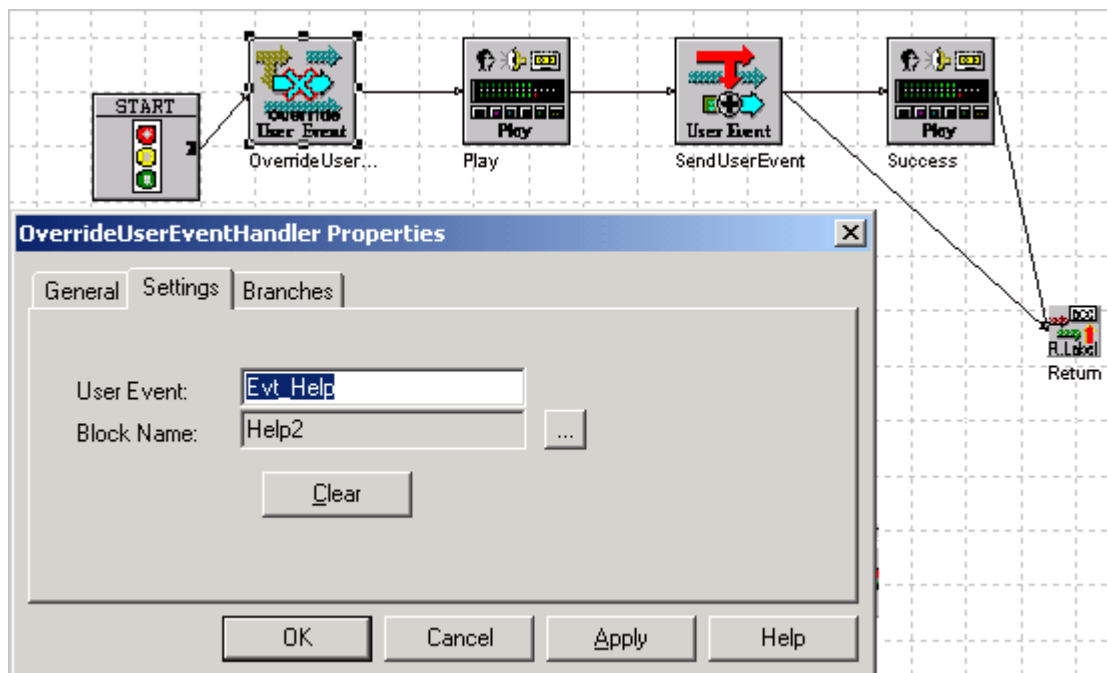 START
override
User Event
OverrideUser...
Play
Play
User Event
SendUserEvent
Play
Success
R.Label
Return
OverrideUserEventHandler Properties
General Settings Branches
User Event: Evt_Help
Block Name: Help2 ...
Clear
OK Cancel Apply Help